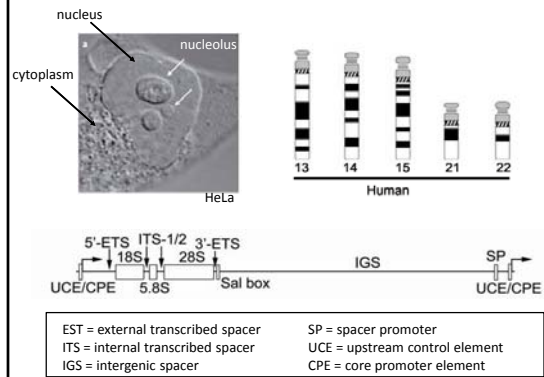 nucleus
a
nucleolus
cytoplasm
HeLa
13 14 15 21 22
Human
5'-ETS ITS-1/2 3'-ETS
18S 28S IGS SP
UCE/CPE 5.8S Sal box UCE/CPE
EST = external transcribed spacer
ITS = internal transcribed spacer
IGS = intergenic spacer
SP = spacer promoter
UCE = upstream control element
CPE = core promoter element